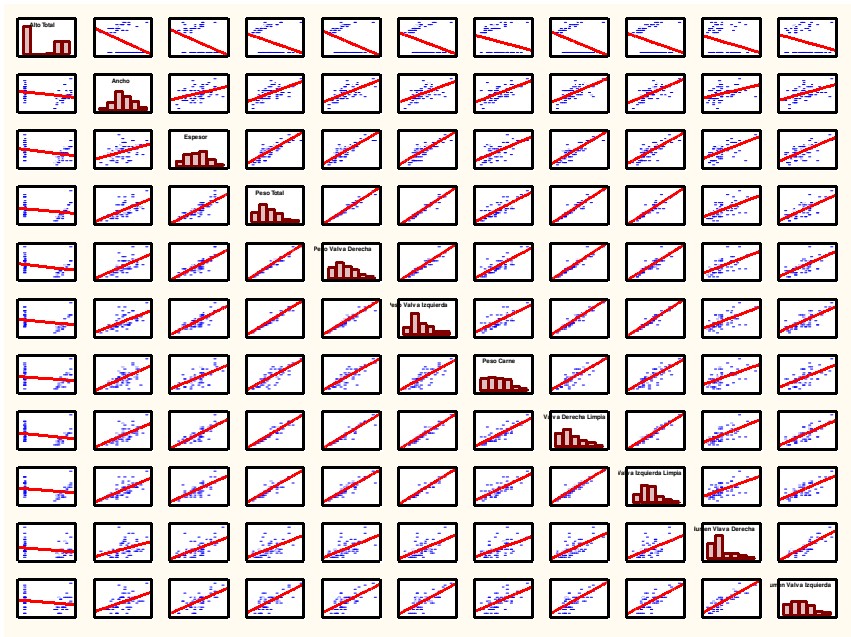 Alto Total
Ancho
Espesor
Peso Total
Peso Valva Derecha
Valva Izquierda
Peso Carne
Valva Derecha Limpia
Izquierda Limpia
Vlava Derecha
Valva Izquierda